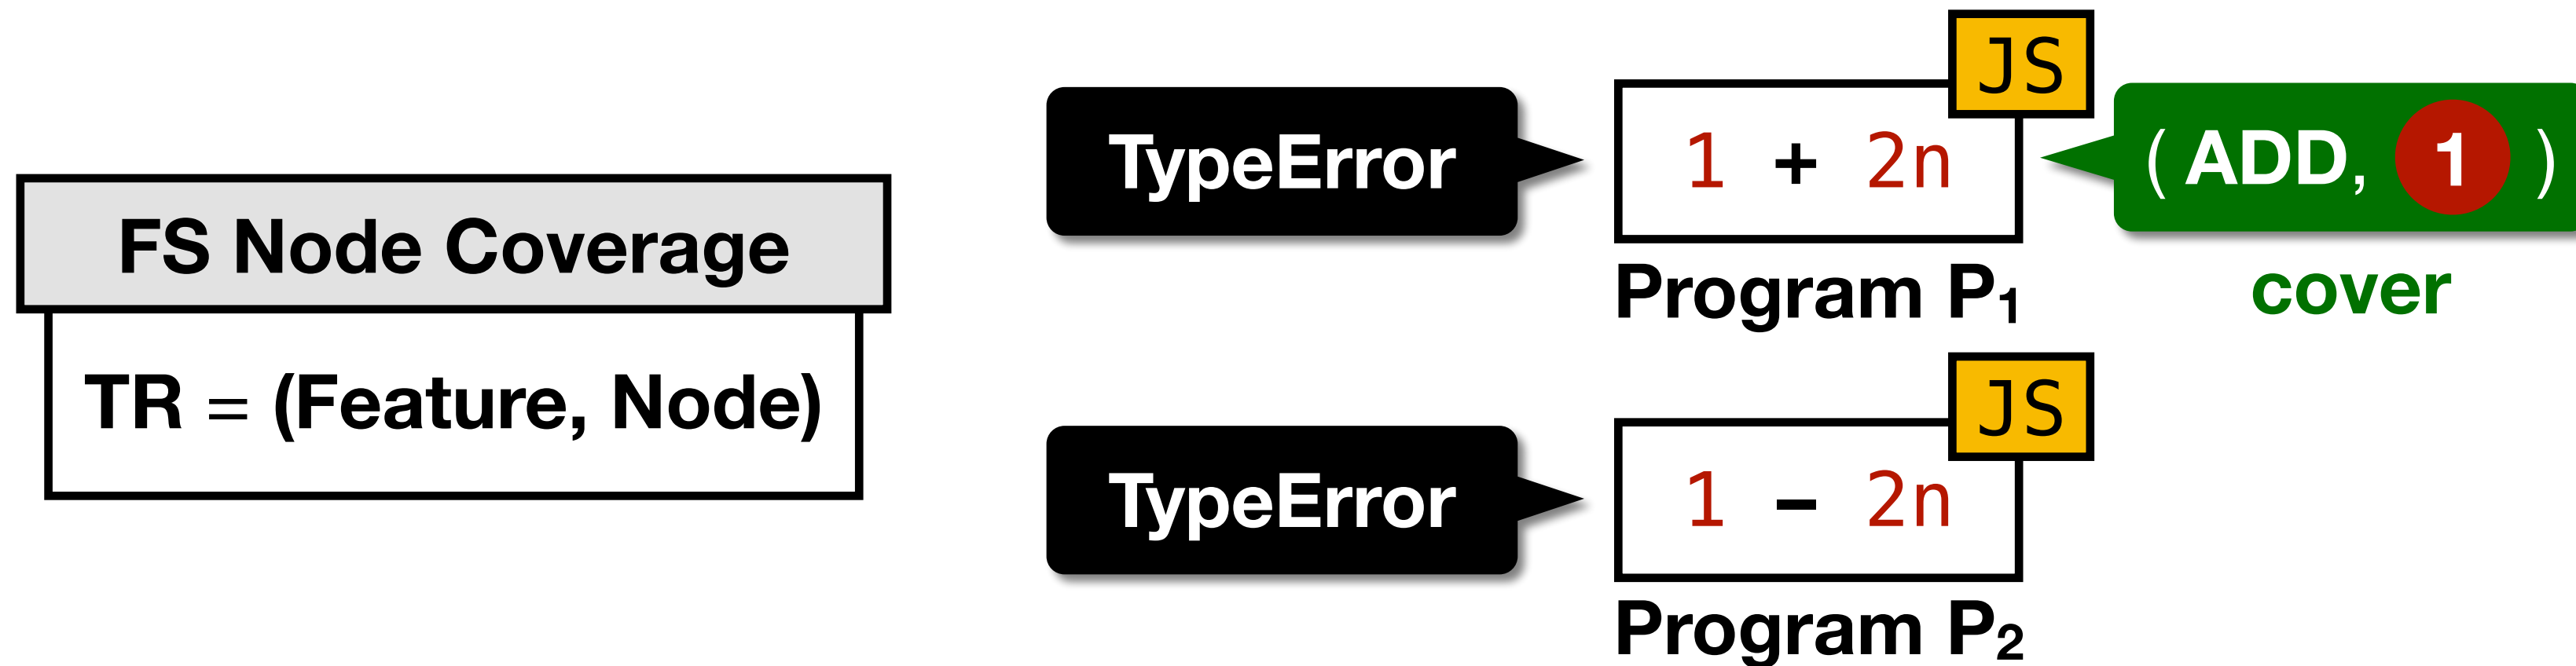 FS Node Coverage
TR = (Feature, Node)
TypeError
JS
1 + 2n
( ADD, 1 )
Program P₁
cover
TypeError
JS
1 - 2n
Program P₂